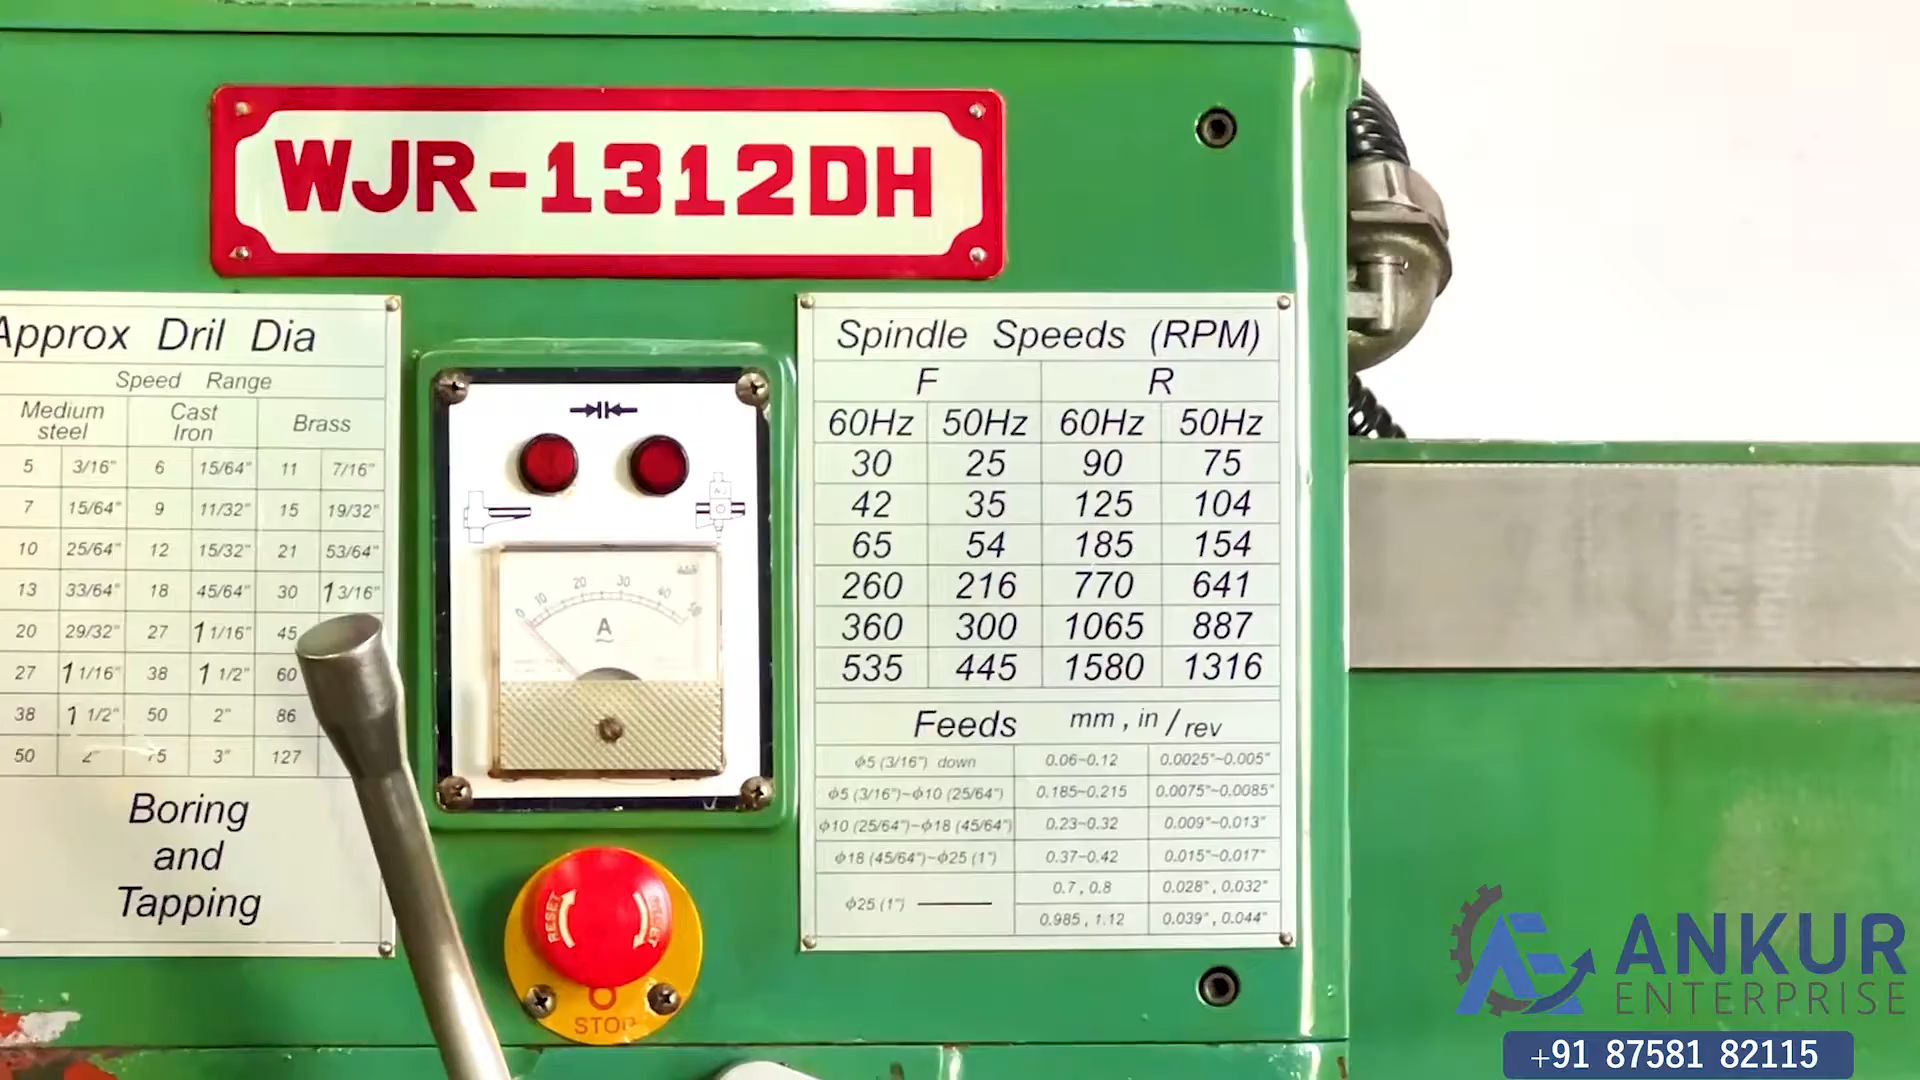 WJR-1312DH
Approx Dril Dia
Speed Range
Medium steel Cast Iron Brass
5 3/16" 6 15/64" 11 7/16"
7 15/64" 9 11/32" 15 19/32"
10 25/64" 12 15/32" 21 53/64"
13 33/64" 18 45/64" 30 1 3/16"
20 29/32" 27 1 1/16" 45
27 1 1/16" 38 1 1/2" 60
38 1 1/2" 50 2" 86
50 2" 75 3" 127
Boring
and
Tapping
0 10 20 30 40 50
A
RESET RESET
STOP
Spindle Speeds (RPM)
F R
60Hz 50Hz 60Hz 50Hz
30 25 90 75
42 35 125 104
65 54 185 154
260 216 770 641
360 300 1065 887
535 445 1580 1316
Feeds mm , in / rev
ϕ5 (3/16") down 0.06~0.12 0.0025"~0.005"
ϕ5 (3/16")~ϕ10 (25/64") 0.185~0.215 0.0075"~0.0085"
ϕ10 (25/64")~ϕ18 (45/64") 0.23~0.32 0.009"~0.013"
ϕ18 (45/64")~ϕ25 (1") 0.37~0.42 0.015"~0.017"
ϕ25 (1") 0.7 , 0.8 0.028" , 0.032"
0.985 , 1.12 0.039" , 0.044"
ANKUR
ENTERPRISE
+91 87581 82115